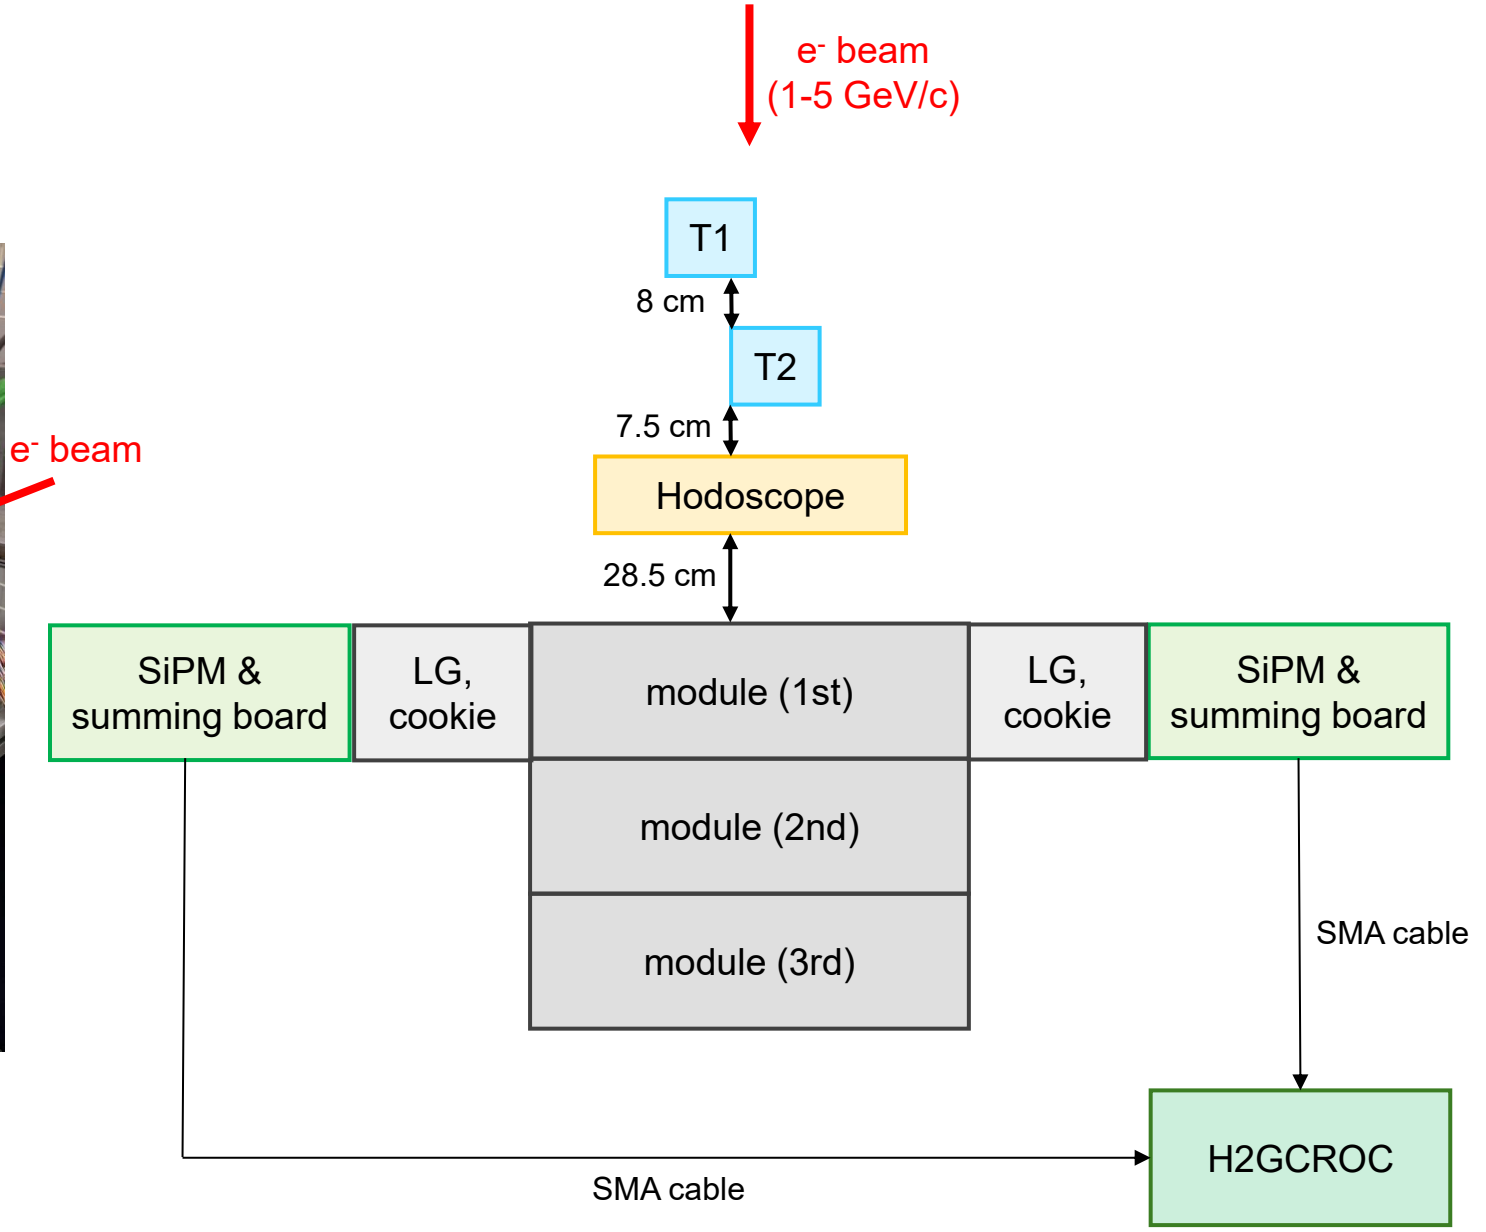 e⁻ beam
(1-5 GeV/c)
T1
8 cm
T2
7.5 cm
e⁻ beam
Hodoscope
28.5 cm
SiPM &
summing board
LG,
cookie
module (1st)
LG,
cookie
SiPM &
summing board
module (2nd)
SMA cable
module (3rd)
H2GCROC
SMA cable